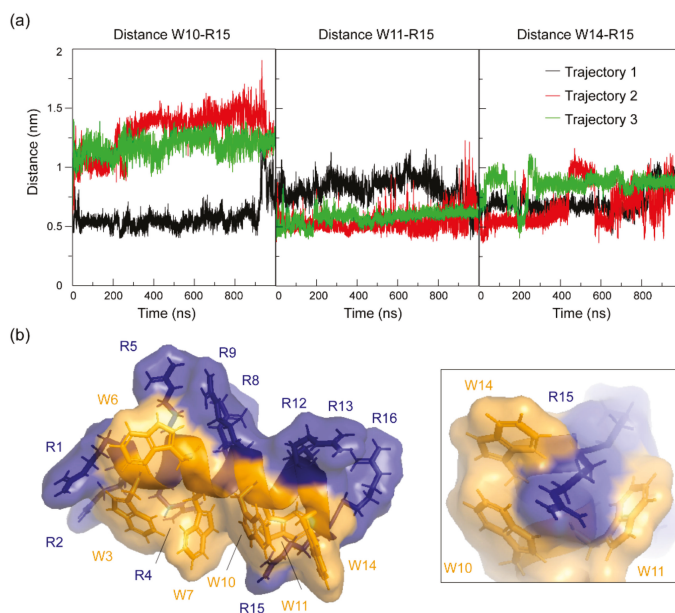 (a)
Distance W10-R15 Distance W11-R15 Distance W14-R15
2
1.5
1
0.5
0
Distance (nm)
Trajectory 1
Trajectory 2
Trajectory 3
0 200 400 600 800 0 200 400 600 800 0 200 400 600 800
Time (ns) Time (ns) Time (ns)
(b)
R5
R9
W6
R8
R12
R13
R16
R1
R2
W3
R4
W7
W10
R15
W11
W14
W14
R15
W10
W11